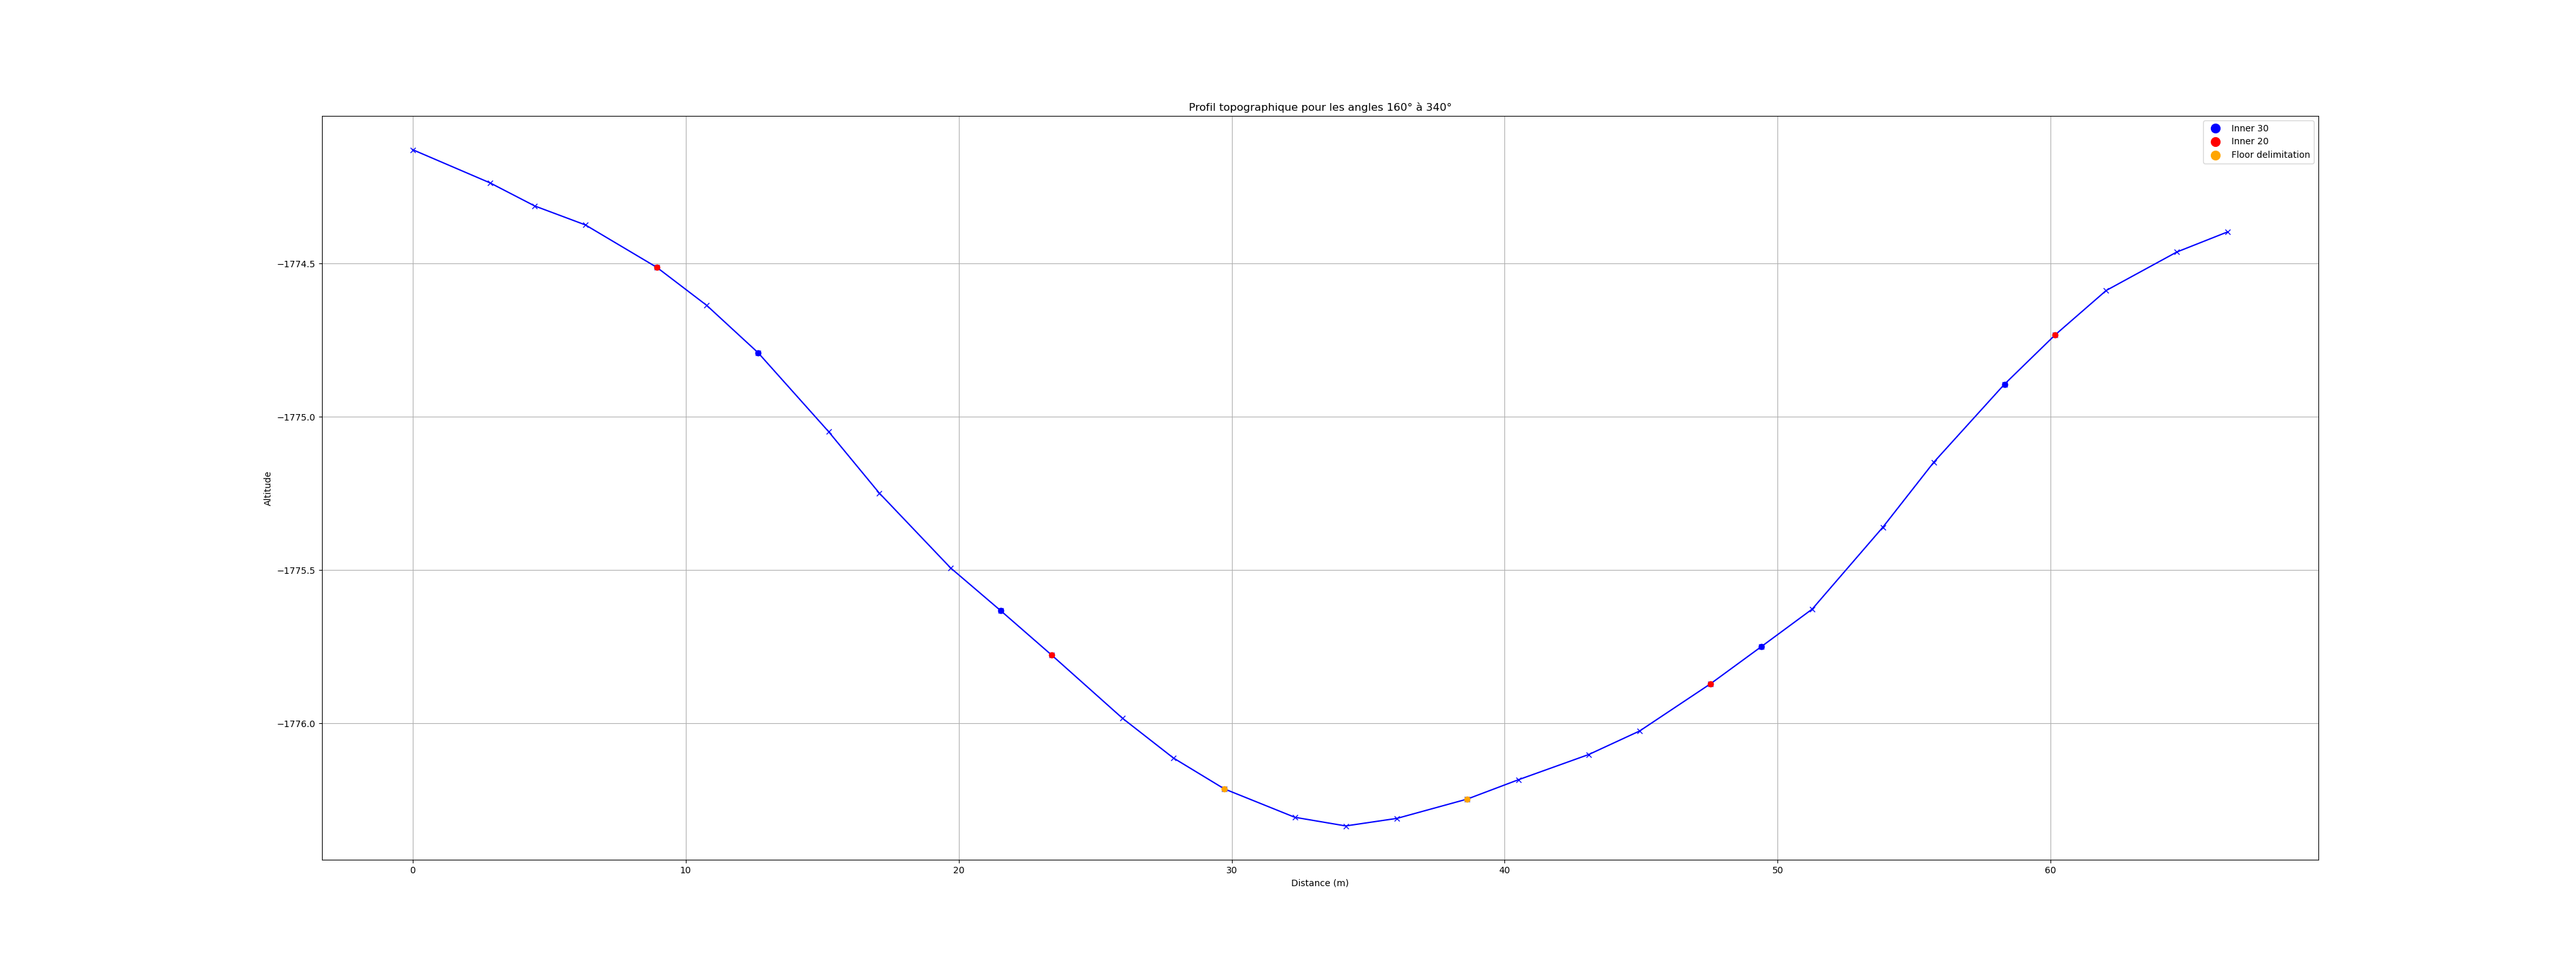 Profil topographique pour les angles 160° à 340°
Inner 30
Inner 20
Floor delimitation
−1774.5
−1775.0
−1775.5
−1776.0
Altitude
0 10 20 30 40 50 60
Distance (m)